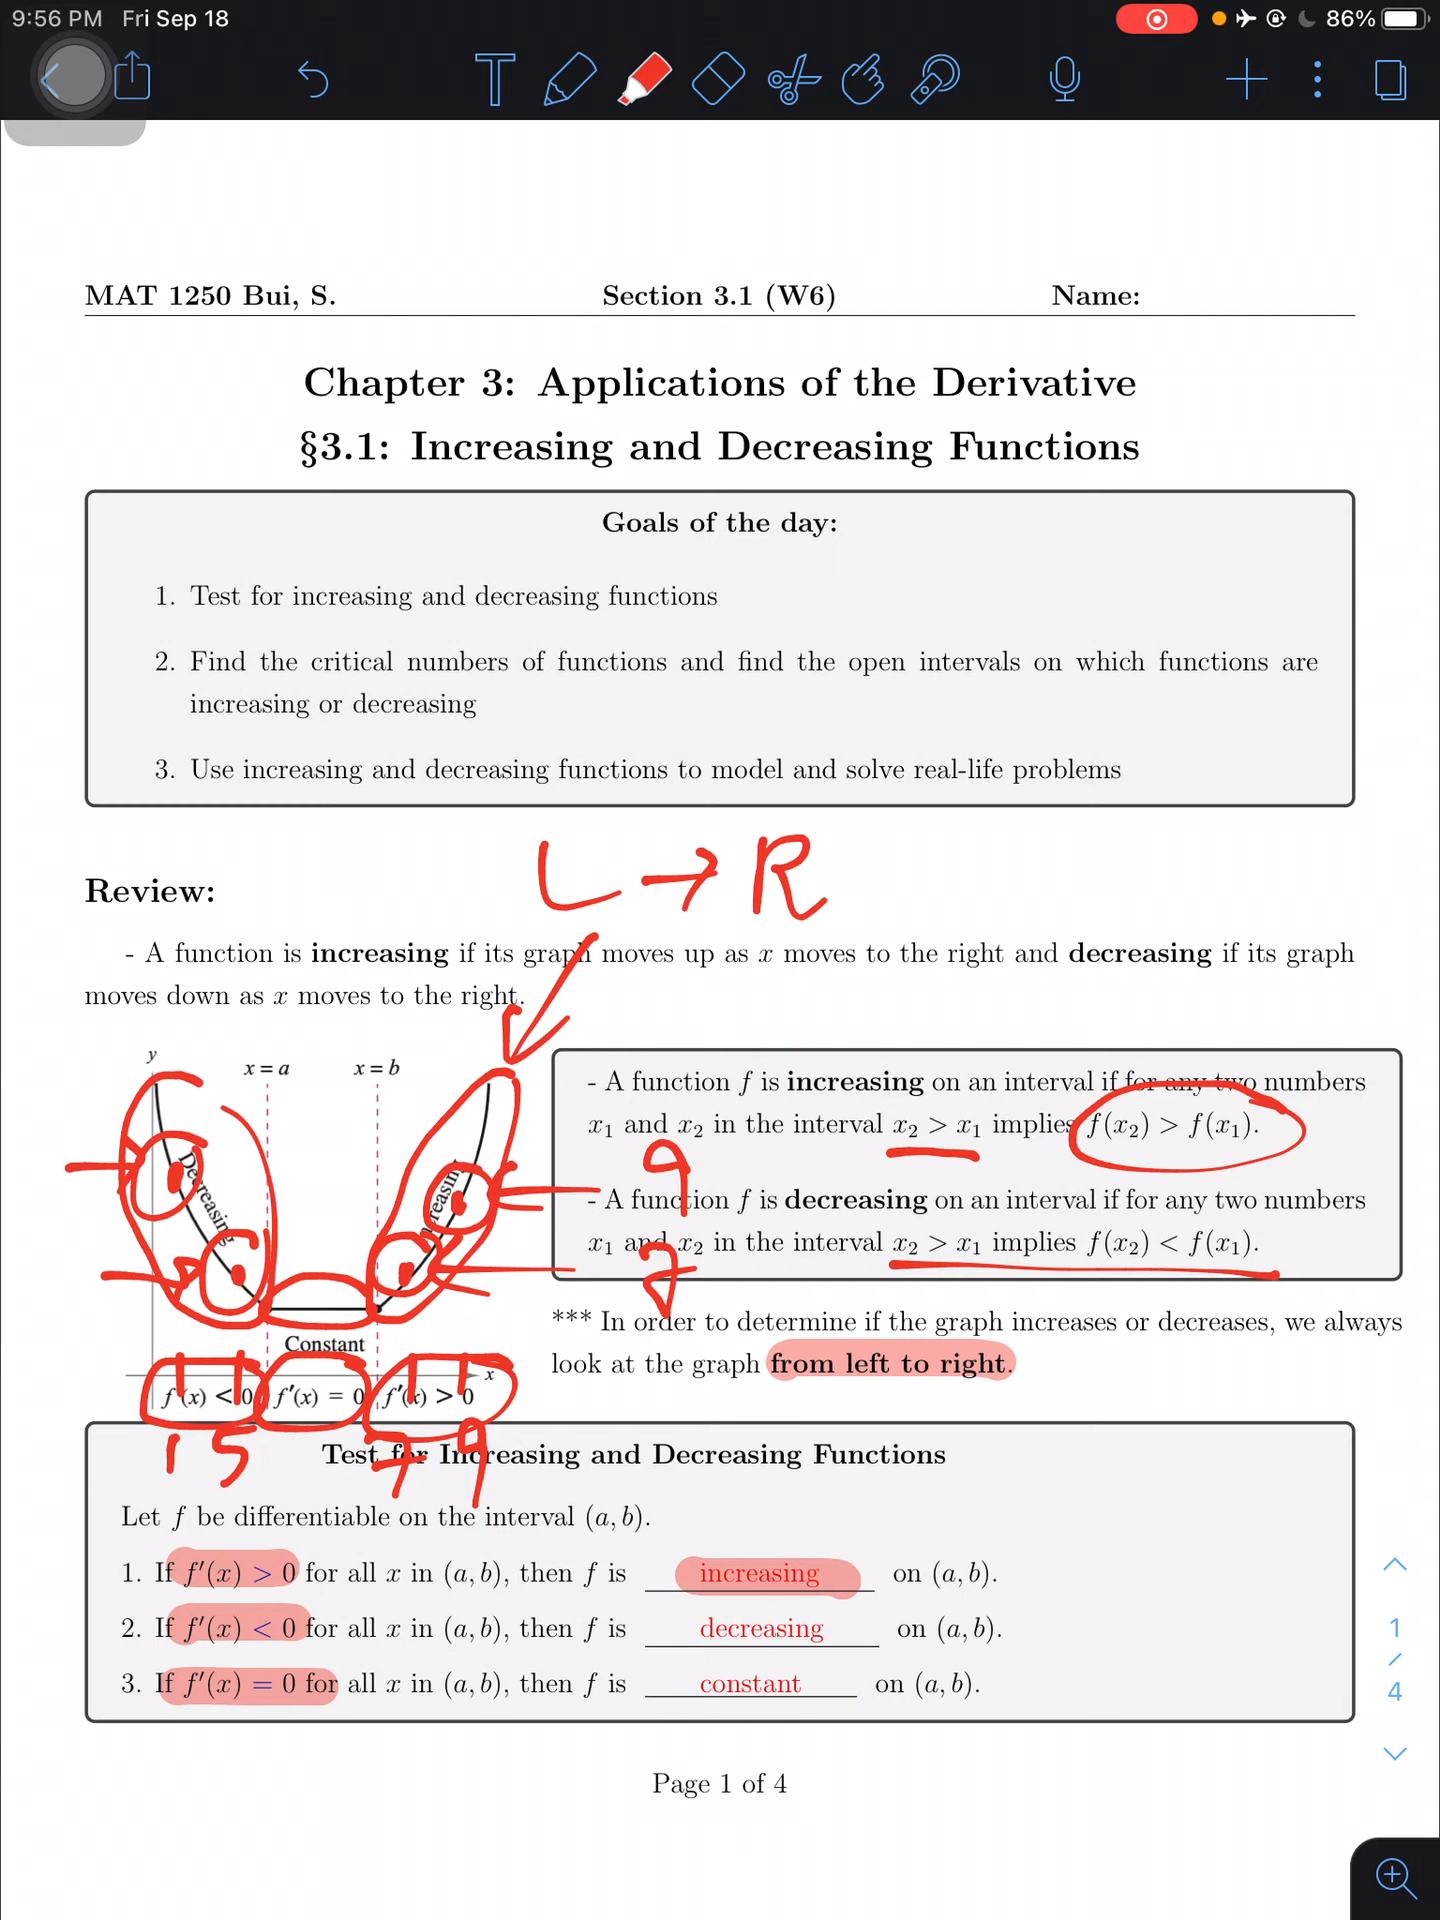 9:56 PM Fri Sep 18
86%
MAT 1250 Bui, S. Section 3.1 (W6) Name:
Chapter 3: Applications of the Derivative
§3.1: Increasing and Decreasing Functions
Goals of the day:
1. Test for increasing and decreasing functions
2. Find the critical numbers of functions and find the open intervals on which functions are
increasing or decreasing
3. Use increasing and decreasing functions to model and solve real-life problems
L → R
Review:
- A function is increasing if its graph moves up as x moves to the right and decreasing if its graph
moves down as x moves to the right.
y
x = a x = b
Decreasing
Constant
x
f′(x) < 0 f′(x) = 0 f′(x) > 0
1 5 7 9
- A function f is increasing on an interval if for any two numbers
x₁ and x₂ in the interval x₂ > x₁ implies f(x₂) > f(x₁).
9
- A function f is decreasing on an interval if for any two numbers
x₁ and x₂ in the interval x₂ > x₁ implies f(x₂) < f(x₁).
*** In order to determine if the graph increases or decreases, we always
look at the graph from left to right.
Test for Increasing and Decreasing Functions
Let f be differentiable on the interval (a, b).
1. If f′(x) > 0 for all x in (a, b), then f is increasing on (a, b).
2. If f′(x) < 0 for all x in (a, b), then f is decreasing on (a, b).
3. If f′(x) = 0 for all x in (a, b), then f is constant on (a, b).
1
/
4
Page 1 of 4